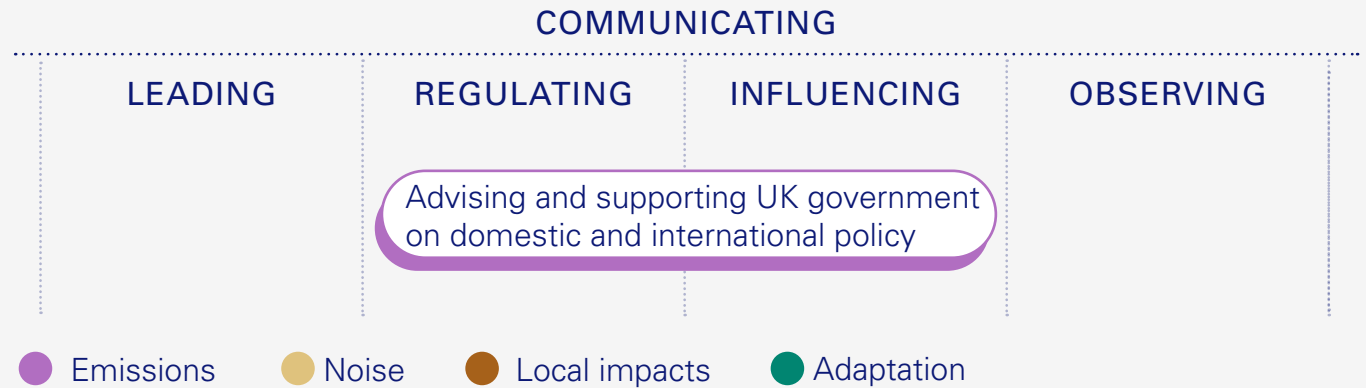 COMMUNICATING
LEADING
REGULATING
INFLUENCING
OBSERVING
Advising and supporting UK government
on domestic and international policy
Emissions
Noise
Local impacts
Adaptation